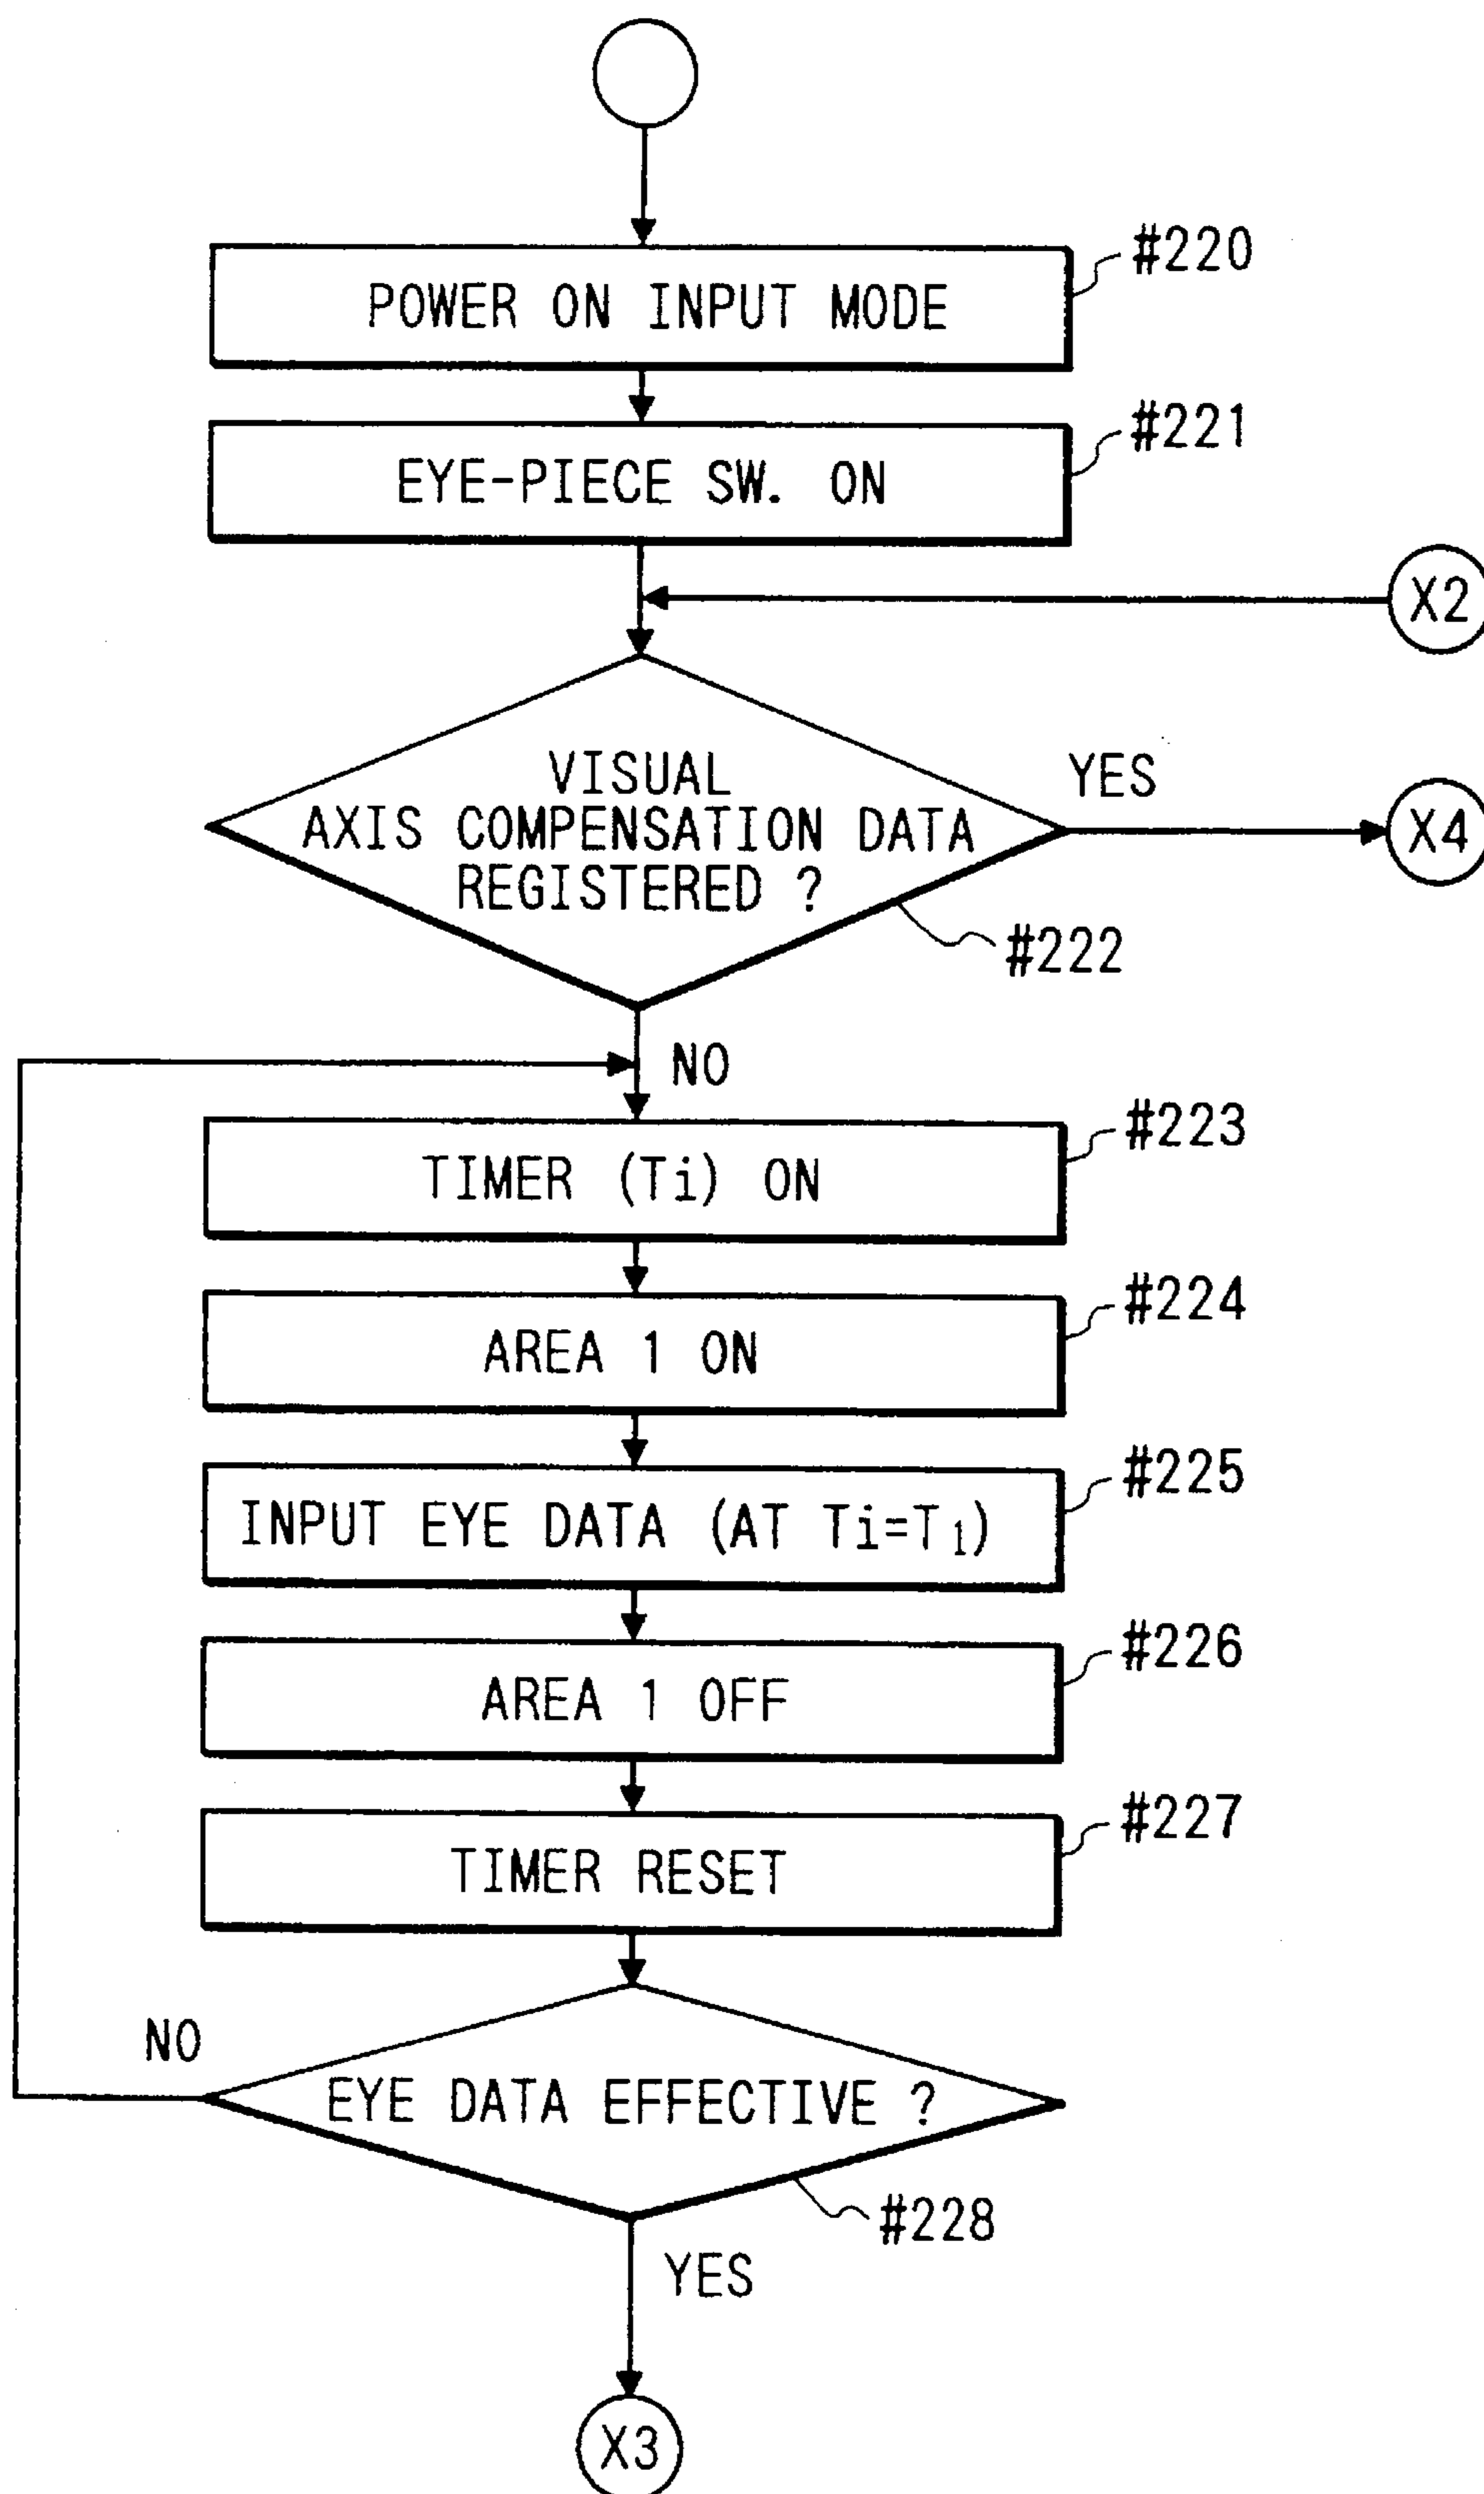 #220
POWER ON INPUT MODE
#221
EYE-PIECE SW. ON
X2
VISUAL
AXIS COMPENSATION DATA
REGISTERED ?
YES
X4
#222
NO
#223
TIMER (Ti) ON
#224
AREA 1 ON
#225
INPUT EYE DATA (AT Ti=T1)
#226
AREA 1 OFF
#227
TIMER RESET
NO
EYE DATA EFFECTIVE ?
#228
YES
X3